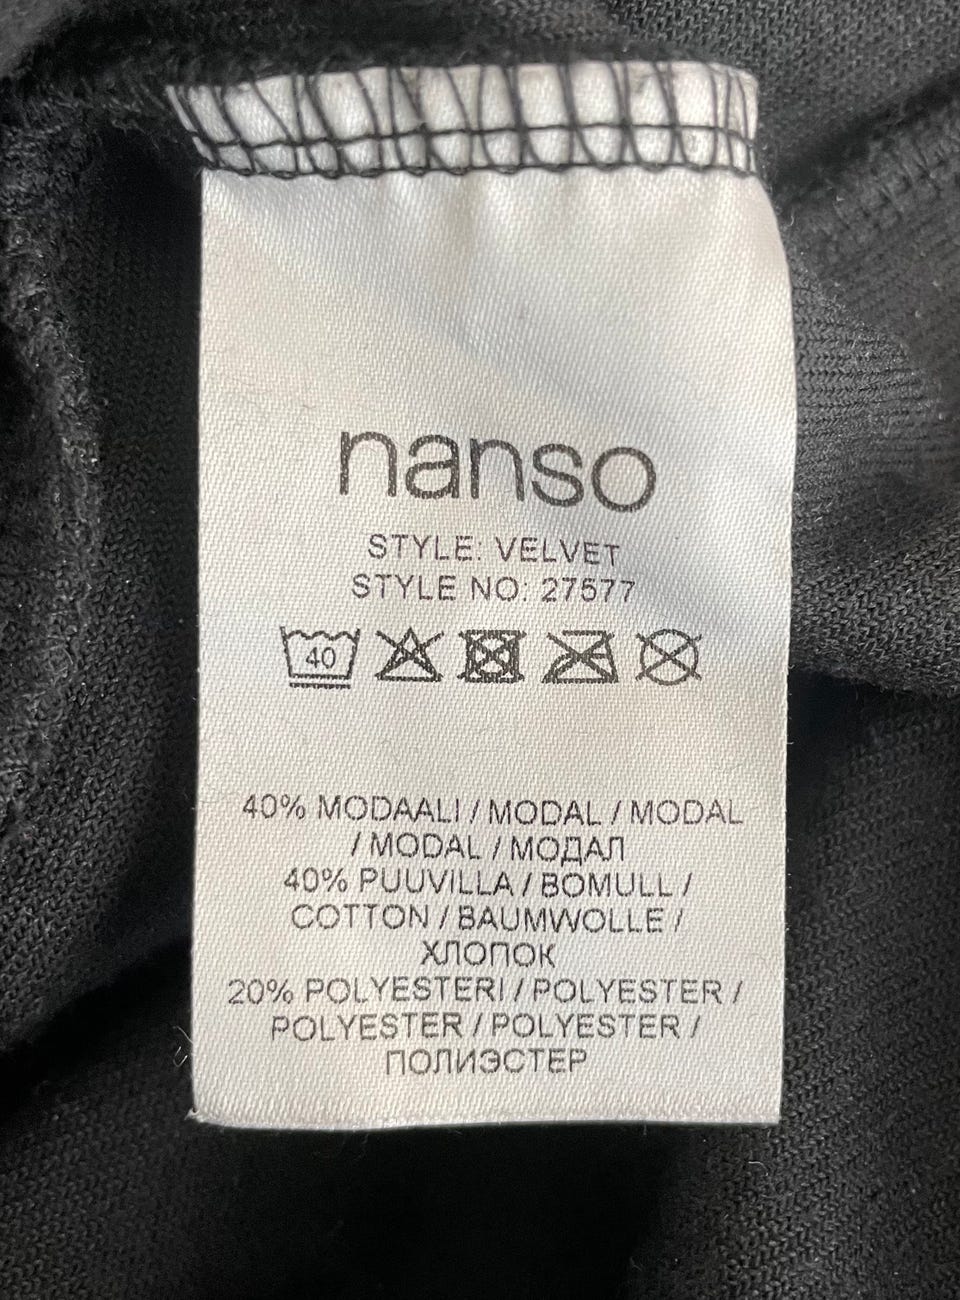 nanso
STYLE: VELVET
STYLE NO: 27577
40
40% MODAALI / MODAL / MODAL
/ MODAL / МОДАЛ
40% PUUVILLA / BOMULL /
COTTON / BAUMWOLLE /
ХЛОПОК
20% POLYESTERI / POLYESTER /
POLYESTER / POLYESTER /
ПОЛИЭСТЕР